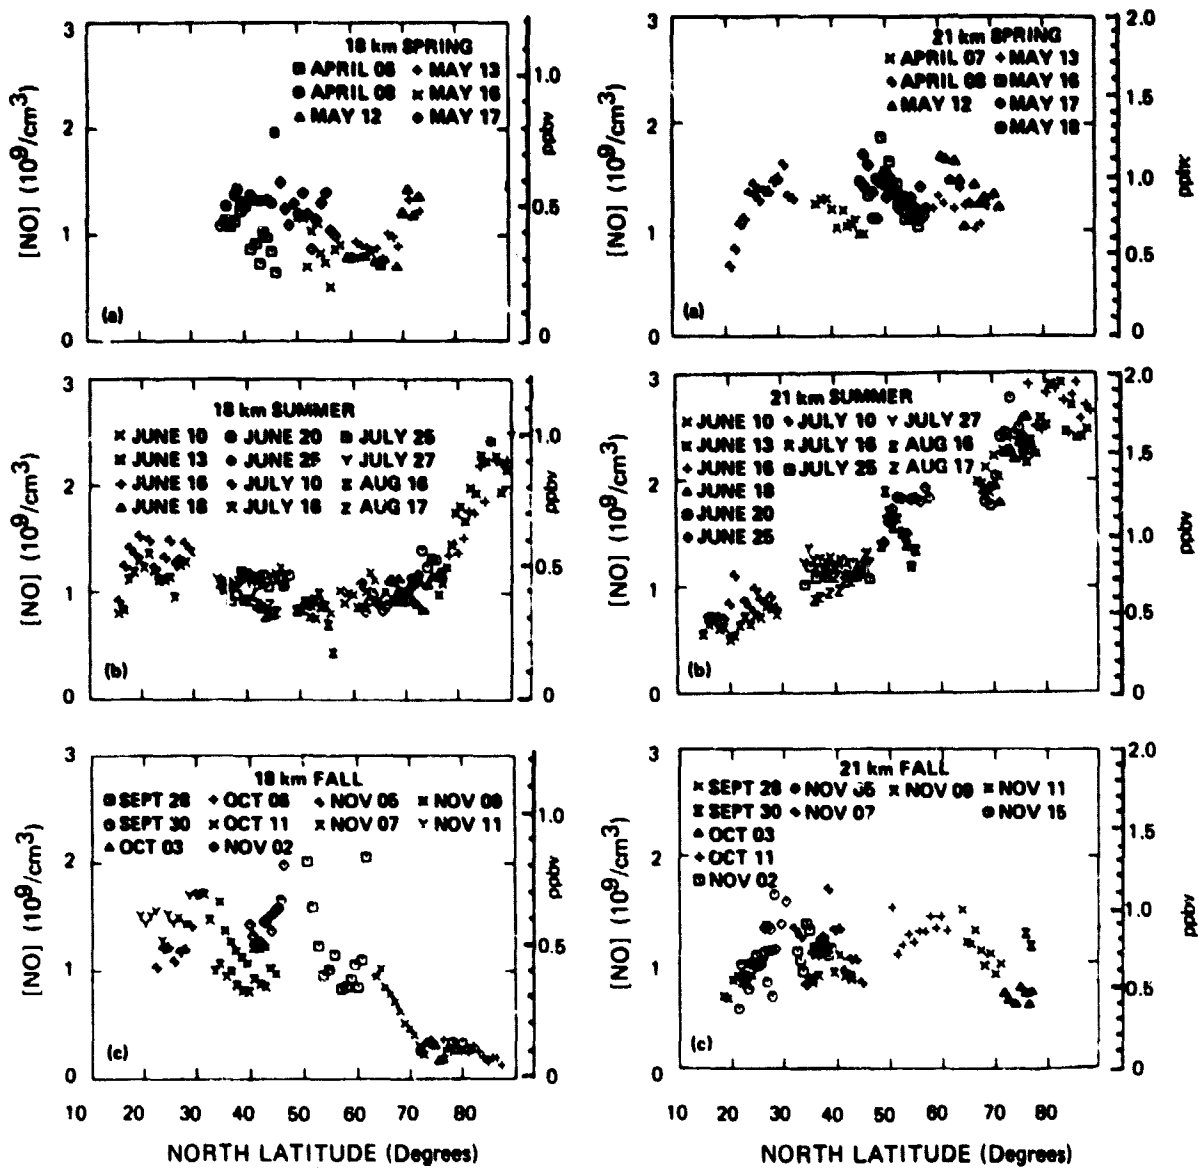 18 km SPRING
APRIL 06 MAY 13
APRIL 08 MAY 16
MAY 12 MAY 17
[NO] (10⁹/cm³)
3
2
1
0
(a)
1.0
0.5
0
ppbv
21 km SPRING
APRIL 07 MAY 13
APRIL 08 MAY 16
MAY 12 MAY 17
MAY 18
[NO] (10⁹/cm³)
3
2
1
0
(a)
2.0
1.5
1.0
0.5
0
18 km SUMMER
JUNE 10 JUNE 20 JULY 25
JUNE 13 JUNE 25 JULY 27
JUNE 16 JULY 10 AUG 16
JUNE 18 JULY 16 AUG 17
[NO] (10⁹/cm³)
3
2
1
0
(b)
1.0
0.5
0
ppbv
21 km SUMMER
JUNE 10 JULY 10 JULY 27
JUNE 13 JULY 16 AUG 16
JUNE 16 JULY 25 AUG 17
JUNE 18
JUNE 20
JUNE 25
[NO] (10⁹/cm³)
3
2
1
0
(b)
2.0
1.5
1.0
0.5
0
ppbv
18 km FALL
SEPT 28 OCT 06 NOV 05 NOV 09
SEPT 30 OCT 11 NOV 07 NOV 11
OCT 03 NOV 02
[NO] (10⁹/cm³)
3
2
1
0
(c)
1.0
0.5
0
ppbv
10 20 30 40 50 60 70 80
NORTH LATITUDE (Degrees)
21 km FALL
SEPT 28 NOV 05 NOV 09 NOV 11
SEPT 30 NOV 07 NOV 15
OCT 03
OCT 11
NOV 02
[NO] (10⁹/cm³)
3
2
1
0
(c)
2.0
1.5
1.0
0.5
0
ppbv
10 20 30 40 50 60 70 80
NORTH LATITUDE (Degrees)